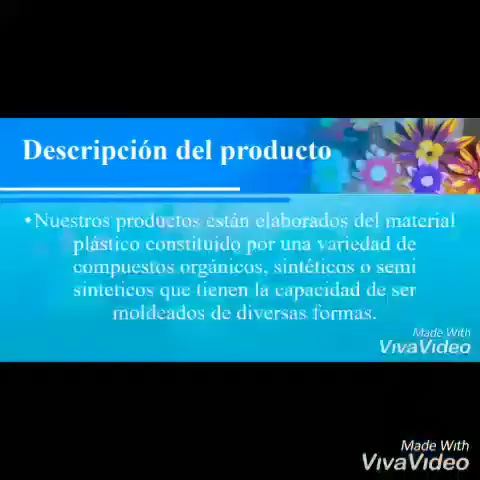 Descripción del producto
•Nuestros productos están elaborados del material
plástico constituido por una variedad de
compuestos orgánicos, sintéticos o semi
sinteticos que tienen la capacidad de ser
moldeados de diversas formas.
Made With
VivaVideo
Made With
VivaVideo